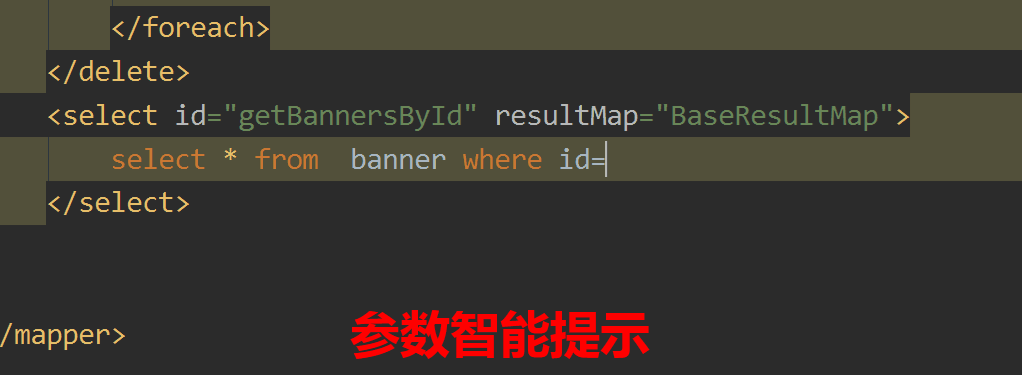 </foreach>
</delete>
<select id="getBannersById" resultMap="BaseResultMap">
select * from  banner where id=
</select>
/mapper>
参数智能提示